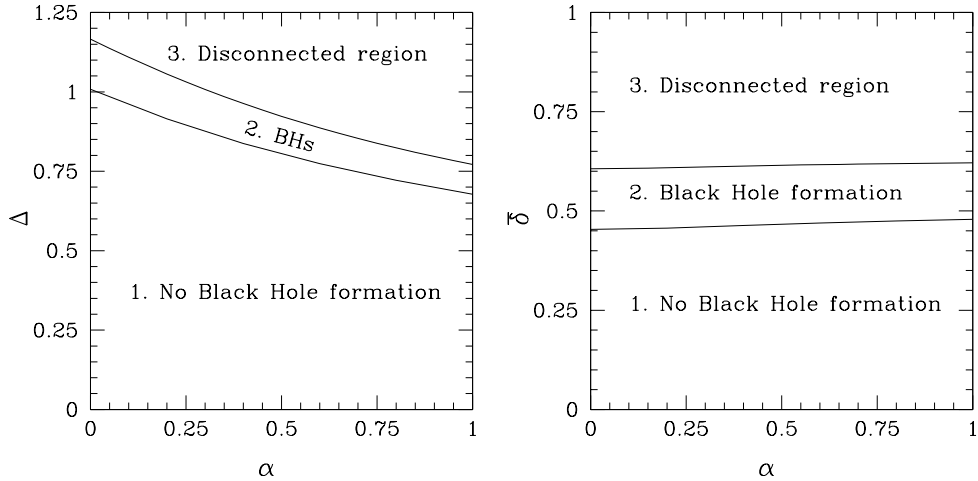 1.25
1
0.75
0.5
0.25
0
Δ
3. Disconnected region
2. BHs
1. No Black Hole formation
0 0.25 0.5 0.75 1
α
1
0.75
0.5
0.25
0
δ̅
3. Disconnected region
2. Black Hole formation
1. No Black Hole formation
0 0.25 0.5 0.75 1
α